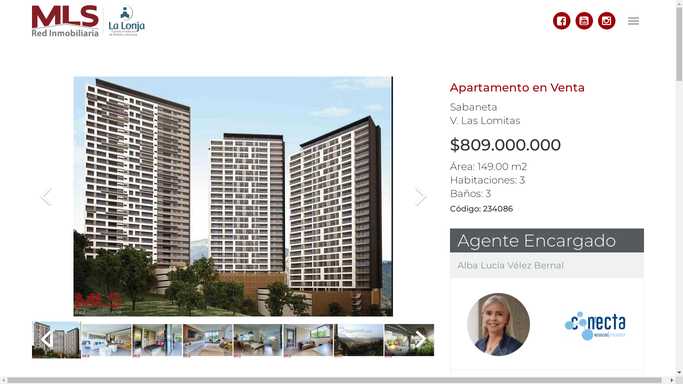 MLS
Red Inmobiliaria
La Lonja
Apartamento en Venta
Sabaneta
V. Las Lomitas
$809.000.000
Área: 149.00 m2
Habitaciones: 3
Baños: 3
Código: 234086
Agente Encargado
Alba Lucía Vélez Bernal
conecta
MLS